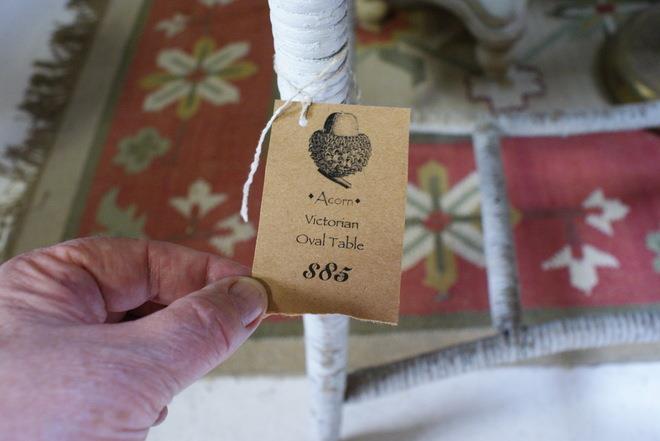 ◆Acorn◆
Victorian
Oval Table
$85